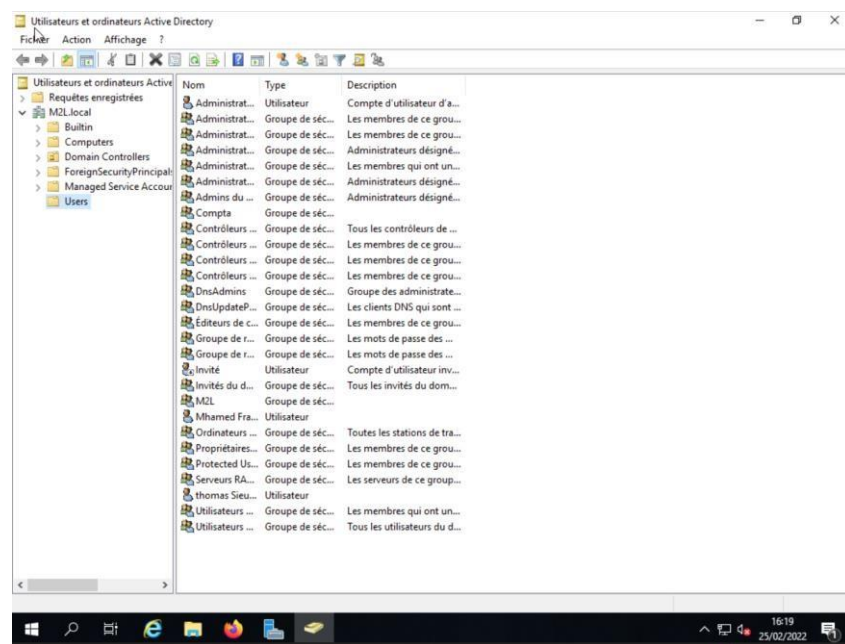 Utilisateurs et ordinateurs Active Directory
Fichier Action Affichage ?
Utilisateurs et ordinateurs Active
Requêtes enregistrées
M2L.local
Builtin
Computers
Domain Controllers
ForeignSecurityPrincipal:
Managed Service Accour
Users
Nom Type Description
Administrat... Utilisateur Compte d'utilisateur d'a...
Administrat... Groupe de séc... Les membres de ce grou...
Administrat... Groupe de séc... Les membres de ce grou...
Administrat... Groupe de séc... Administrateurs désigné...
Administrat... Groupe de séc... Les membres qui ont un...
Administrat... Groupe de séc... Administrateurs désigné...
Admins du ... Groupe de séc... Administrateurs désigné...
Compta Groupe de séc...
Contrôleurs ... Groupe de séc... Tous les contrôleurs de ...
Contrôleurs ... Groupe de séc... Les membres de ce grou...
Contrôleurs ... Groupe de séc... Les membres de ce grou...
Contrôleurs ... Groupe de séc... Les membres de ce grou...
DnsAdmins Groupe de séc... Groupe des administrate...
DnsUpdateP... Groupe de séc... Les clients DNS qui sont ...
Éditeurs de c... Groupe de séc... Les membres de ce grou...
Groupe de r... Groupe de séc... Les mots de passe des ...
Groupe de r... Groupe de séc... Les mots de passe des ...
Invité Utilisateur Compte d'utilisateur inv...
Invités du d... Groupe de séc... Tous les invités du dom...
M2L Groupe de séc...
Mhamed Fra... Utilisateur
Ordinateurs ... Groupe de séc... Toutes les stations de tra...
Propriétaires... Groupe de séc... Les membres de ce grou...
Protected Us... Groupe de séc... Les membres de ce grou...
Serveurs RA... Groupe de séc... Les serveurs de ce group...
thomas Sieu... Utilisateur
Utilisateurs ... Groupe de séc... Les membres qui ont un...
Utilisateurs ... Groupe de séc... Tous les utilisateurs du d...
16:19
25/02/2022